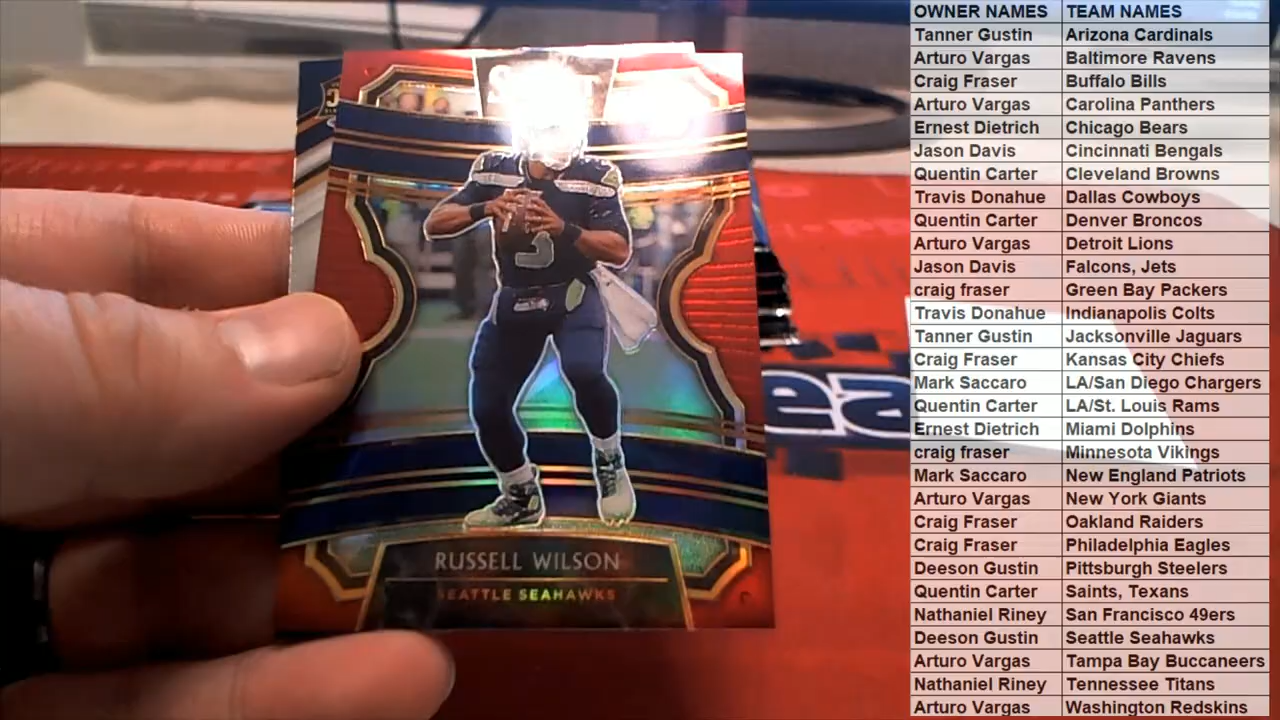 RUSSELL WILSON
SEATTLE SEAHAWKS
3
ea
OWNER NAMES TEAM NAMES
Tanner Gustin Arizona Cardinals
Arturo Vargas Baltimore Ravens
Craig Fraser Buffalo Bills
Arturo Vargas Carolina Panthers
Ernest Dietrich Chicago Bears
Jason Davis Cincinnati Bengals
Quentin Carter Cleveland Browns
Travis Donahue Dallas Cowboys
Quentin Carter Denver Broncos
Arturo Vargas Detroit Lions
Jason Davis Falcons, Jets
craig fraser Green Bay Packers
Travis Donahue Indianapolis Colts
Tanner Gustin Jacksonville Jaguars
Craig Fraser Kansas City Chiefs
Mark Saccaro LA/San Diego Chargers
Quentin Carter LA/St. Louis Rams
Ernest Dietrich Miami Dolphins
craig fraser Minnesota Vikings
Mark Saccaro New England Patriots
Arturo Vargas New York Giants
Craig Fraser Oakland Raiders
Craig Fraser Philadelphia Eagles
Deeson Gustin Pittsburgh Steelers
Quentin Carter Saints, Texans
Nathaniel Riney San Francisco 49ers
Deeson Gustin Seattle Seahawks
Arturo Vargas Tampa Bay Buccaneers
Nathaniel Riney Tennessee Titans
Arturo Vargas Washington Redskins